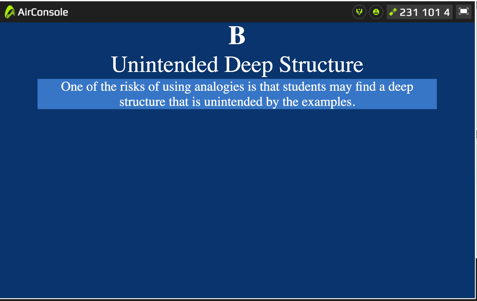 AirConsole
231 101 4
B
Unintended Deep Structure
One of the risks of using analogies is that students may find a deep
structure that is unintended by the examples.